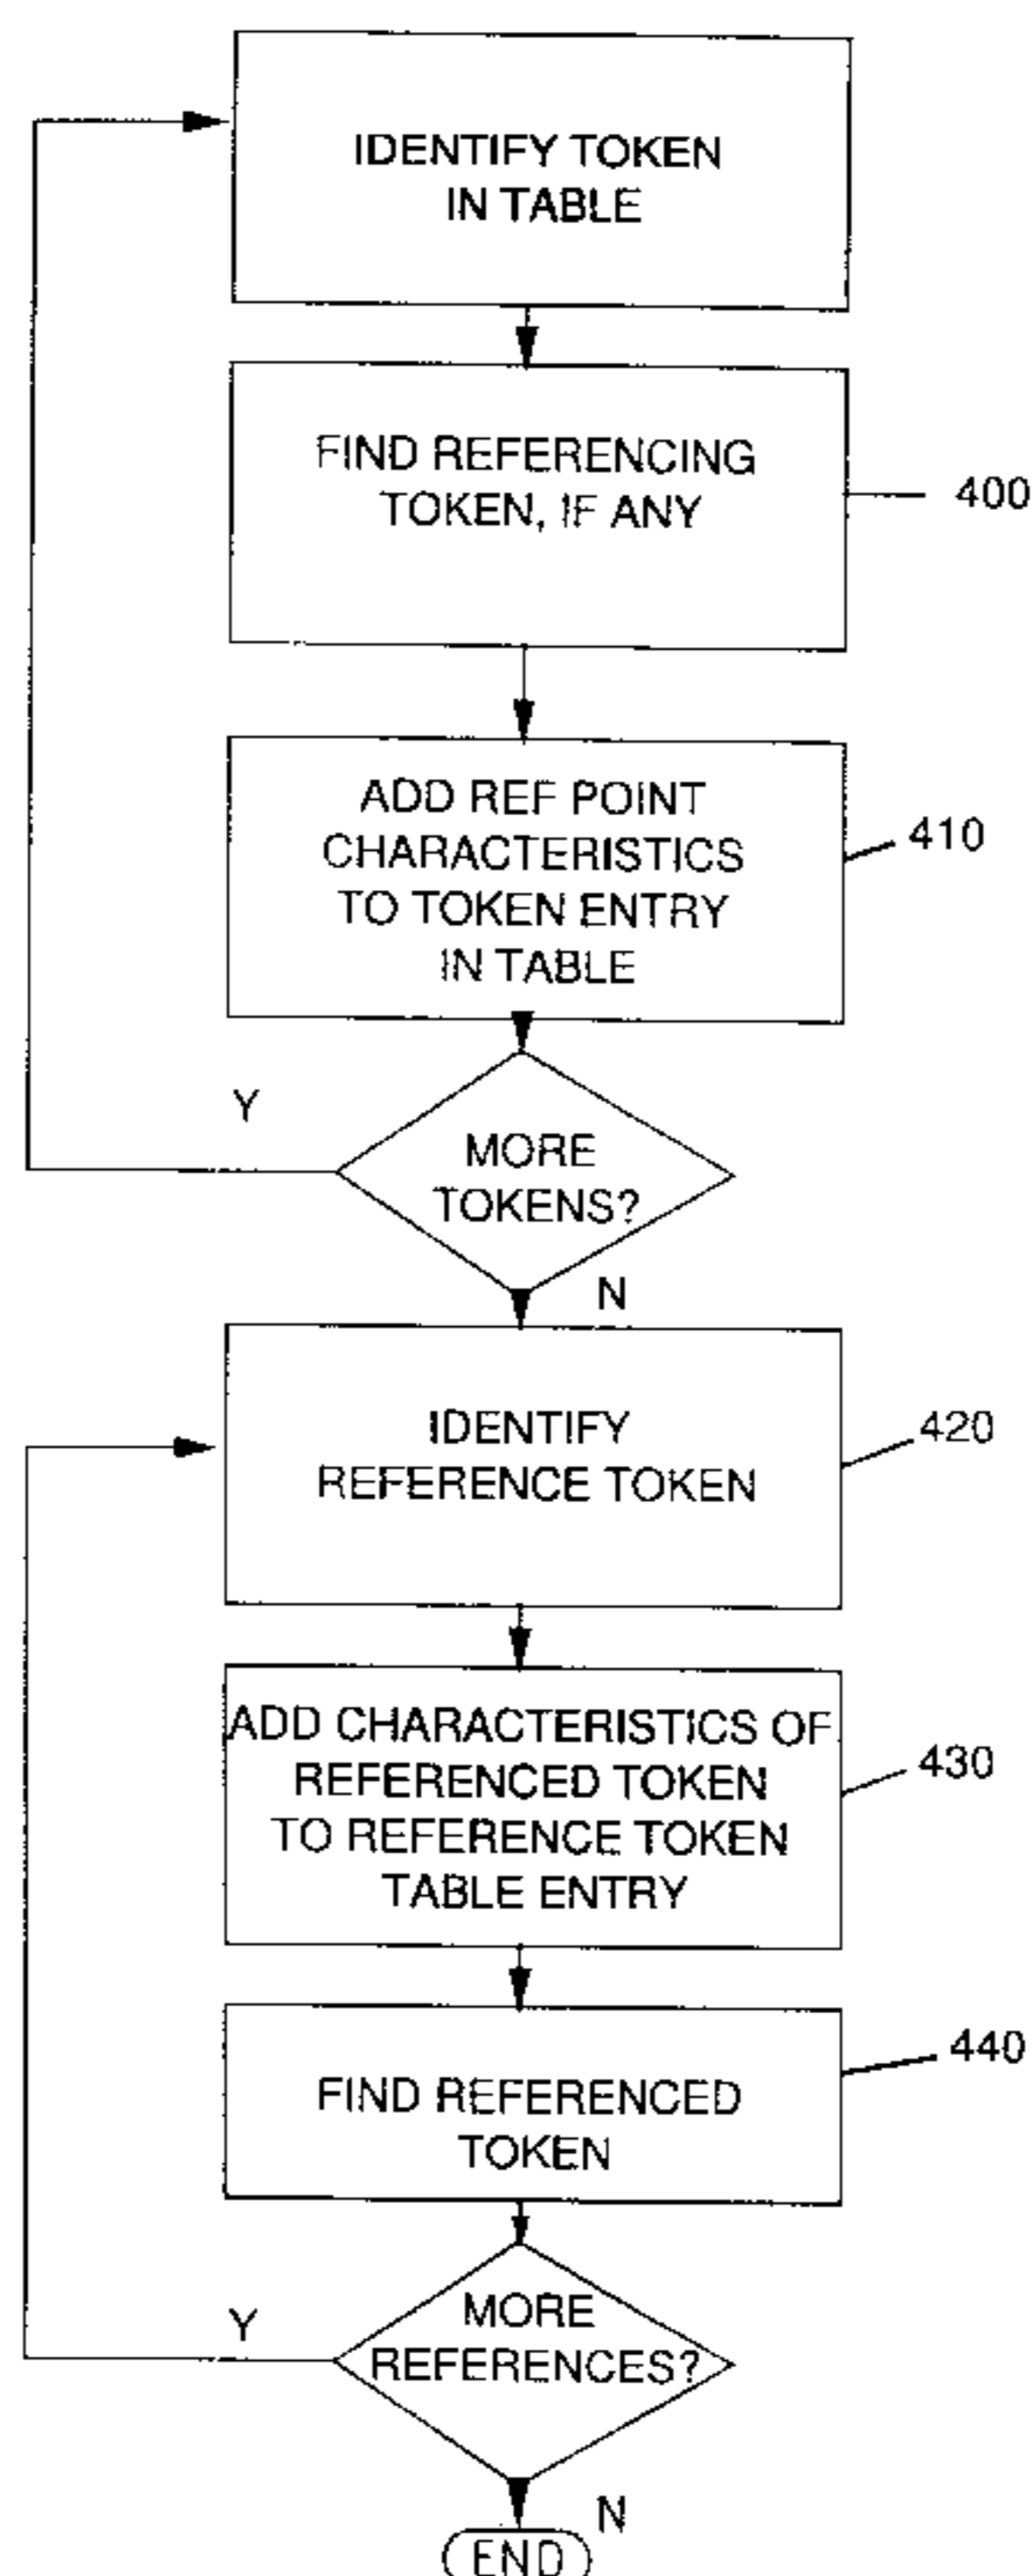 IDENTIFY TOKEN
IN TABLE
FIND REFERENCING
TOKEN, IF ANY
400
ADD REF POINT
CHARACTERISTICS
TO TOKEN ENTRY
IN TABLE
410
Y
MORE
TOKENS?
N
IDENTIFY
REFERENCE TOKEN
420
ADD CHARACTERISTICS OF
REFERENCED TOKEN
TO REFERENCE TOKEN
TABLE ENTRY
430
FIND REFERENCED
TOKEN
440
Y
MORE
REFERENCES?
N
END